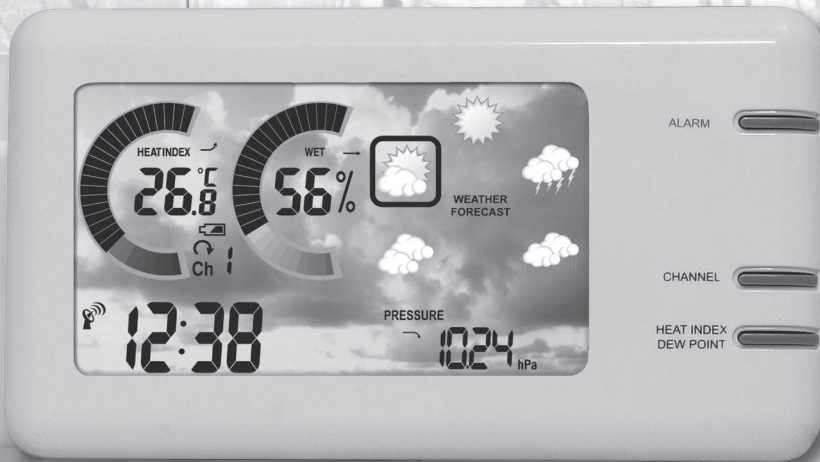 HEATINDEX
26.8 °C
WET
56%
WEATHER
FORECAST
Ch 1
12:38
PRESSURE
1024 hPa
ALARM
CHANNEL
HEAT INDEX
DEW POINT